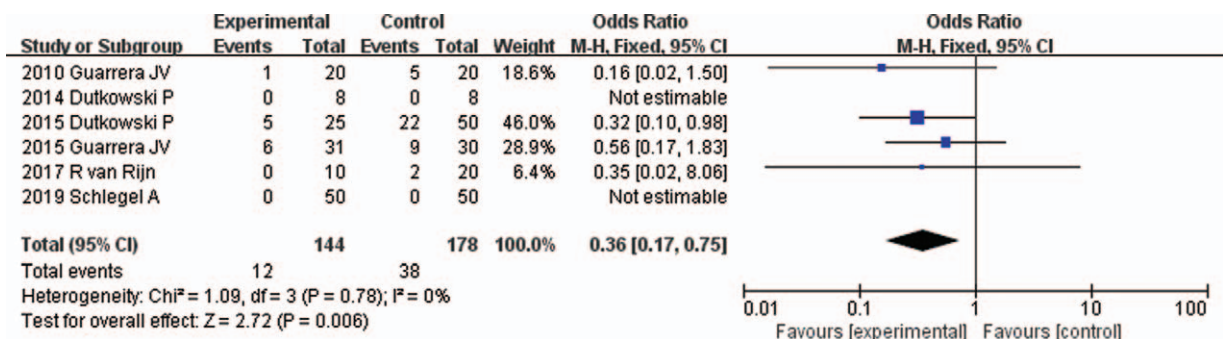 Experimental Control Odds Ratio Odds Ratio
Study or Subgroup Events Total Events Total Weight M-H, Fixed, 95% CI M-H, Fixed, 95% CI
2010 Guarrera JV 1 20 5 20 18.6% 0.16 [0.02, 1.50]
2014 Dutkowski P 0 8 0 8 Not estimable
2015 Dutkowski P 5 25 22 50 46.0% 0.32 [0.10, 0.98]
2015 Guarrera JV 6 31 9 30 28.9% 0.56 [0.17, 1.83]
2017 R van Rijn 0 10 2 20 6.4% 0.35 [0.02, 8.06]
2019 Schlegel A 0 50 0 50 Not estimable
Total (95% CI) 144 178 100.0% 0.36 [0.17, 0.75]
Total events 12 38
Heterogeneity: Chi² = 1.09, df = 3 (P = 0.78); I² = 0%
Test for overall effect: Z = 2.72 (P = 0.006)
0.01 0.1 1 10 100
Favours [experimental] Favours [control]